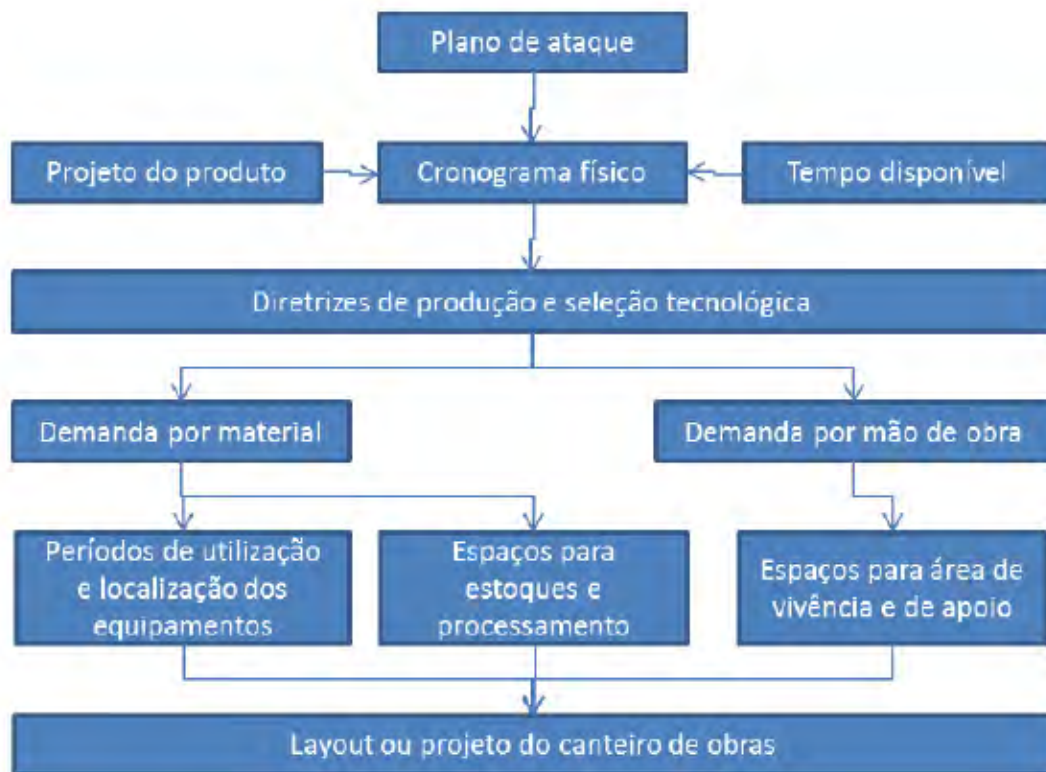 Plano de ataque
Projeto do produto
Cronograma físico
Tempo disponível
Diretrizes de produção e seleção tecnológica
Demanda por material
Demanda por mão de obra
Períodos de utilização
e localização dos
equipamentos
Espaços para
estoques e
processamento
Espaços para área de
vivência e de apoio
Layout ou projeto do canteiro de obras